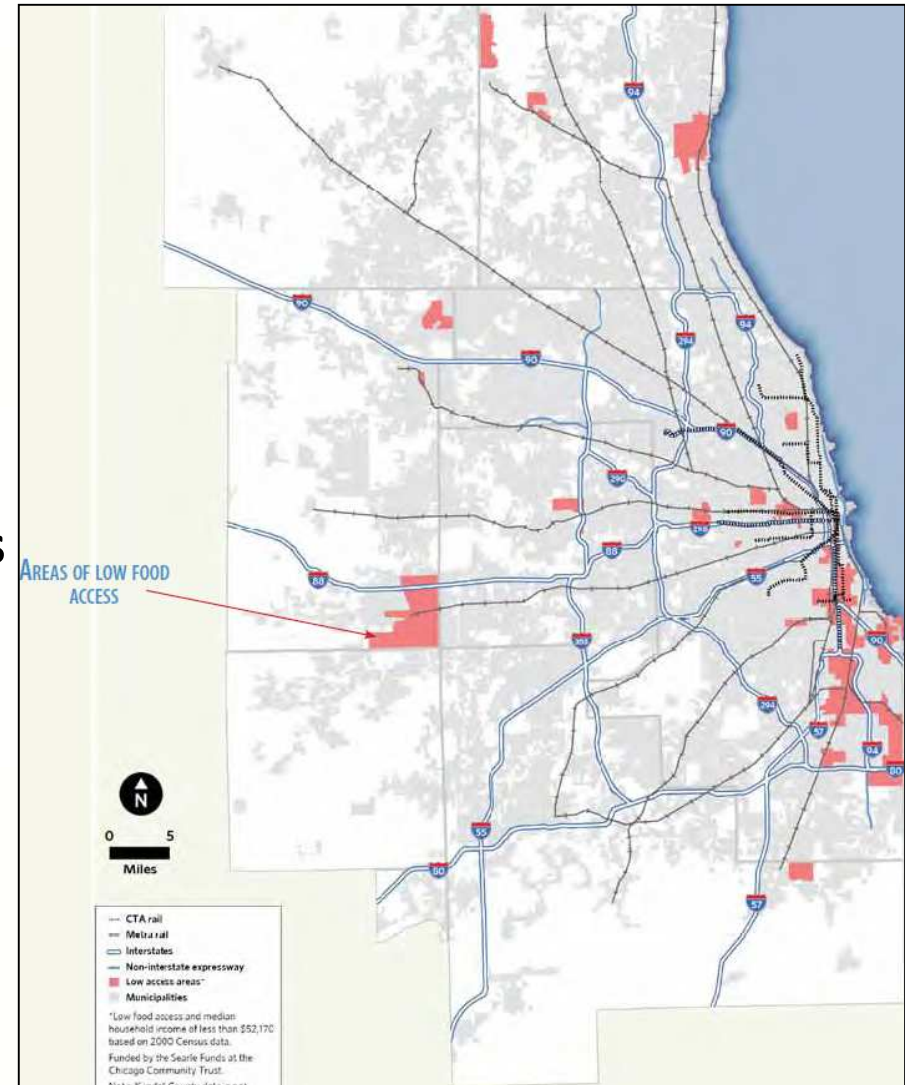 94
90
94
294
90
90
290
290
88
88
55
355
90
294
57
94
80
55
80
57
S
AREAS OF LOW FOOD
ACCESS
N
0 5
Miles
CTA rail
Metra rail
Interstates
Non-interstate expressway
Low access areas*
Municipalities
*Low food access and median
household income of less than $52,170
based on 2000 Census data.
Funded by the Searle Funds at the
Chicago Community Trust.